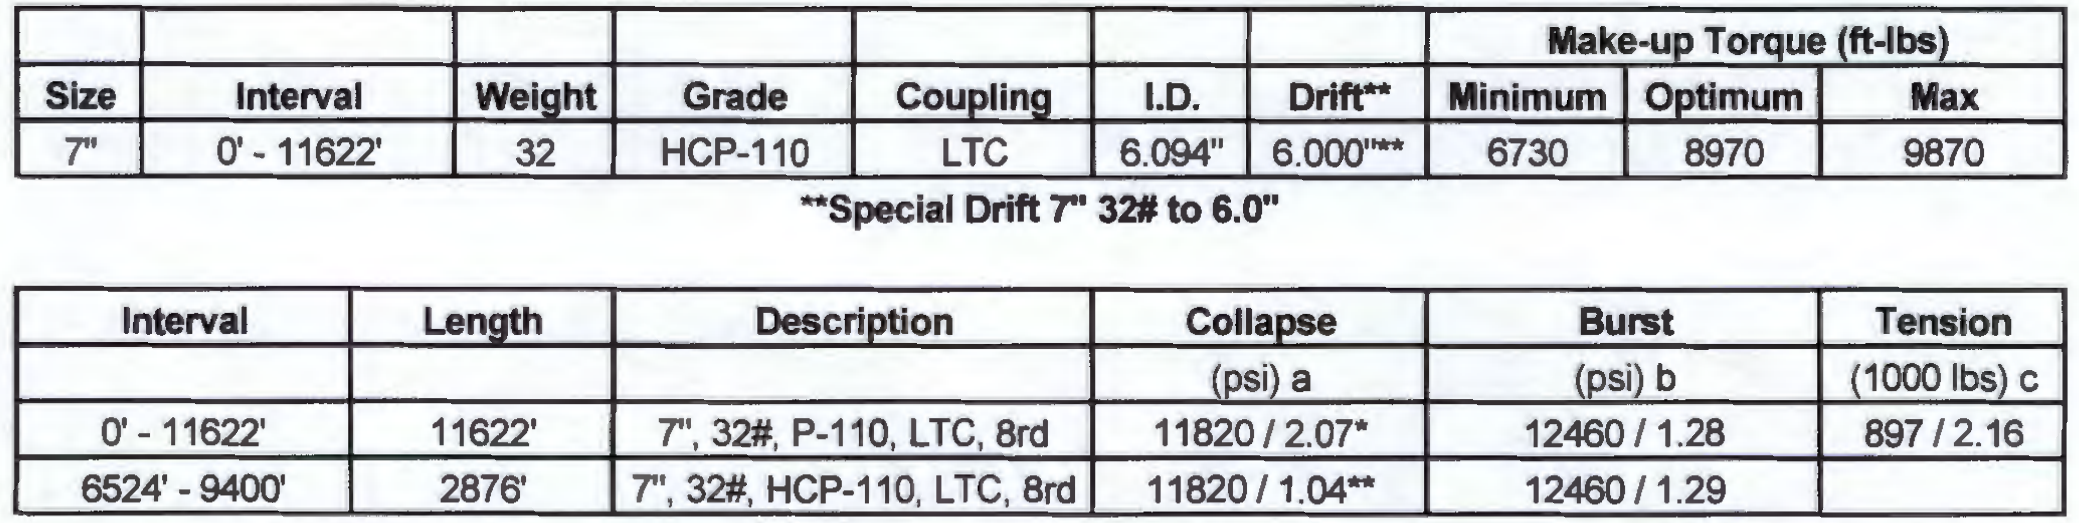 Make-up Torque (ft-lbs)
Size Interval Weight Grade Coupling I.D. Drift** Minimum Optimum Max
7" 0' - 11622' 32 HCP-110 LTC 6.094" 6.000"** 6730 8970 9870
**Special Drift 7" 32# to 6.0"
Interval Length Description Collapse Burst Tension
(psi) a (psi) b (1000 lbs) c
0' - 11622' 11622' 7", 32#, P-110, LTC, 8rd 11820 / 2.07* 12460 / 1.28 897 / 2.16
6524' - 9400' 2876' 7", 32#, HCP-110, LTC, 8rd 11820 / 1.04** 12460 / 1.29